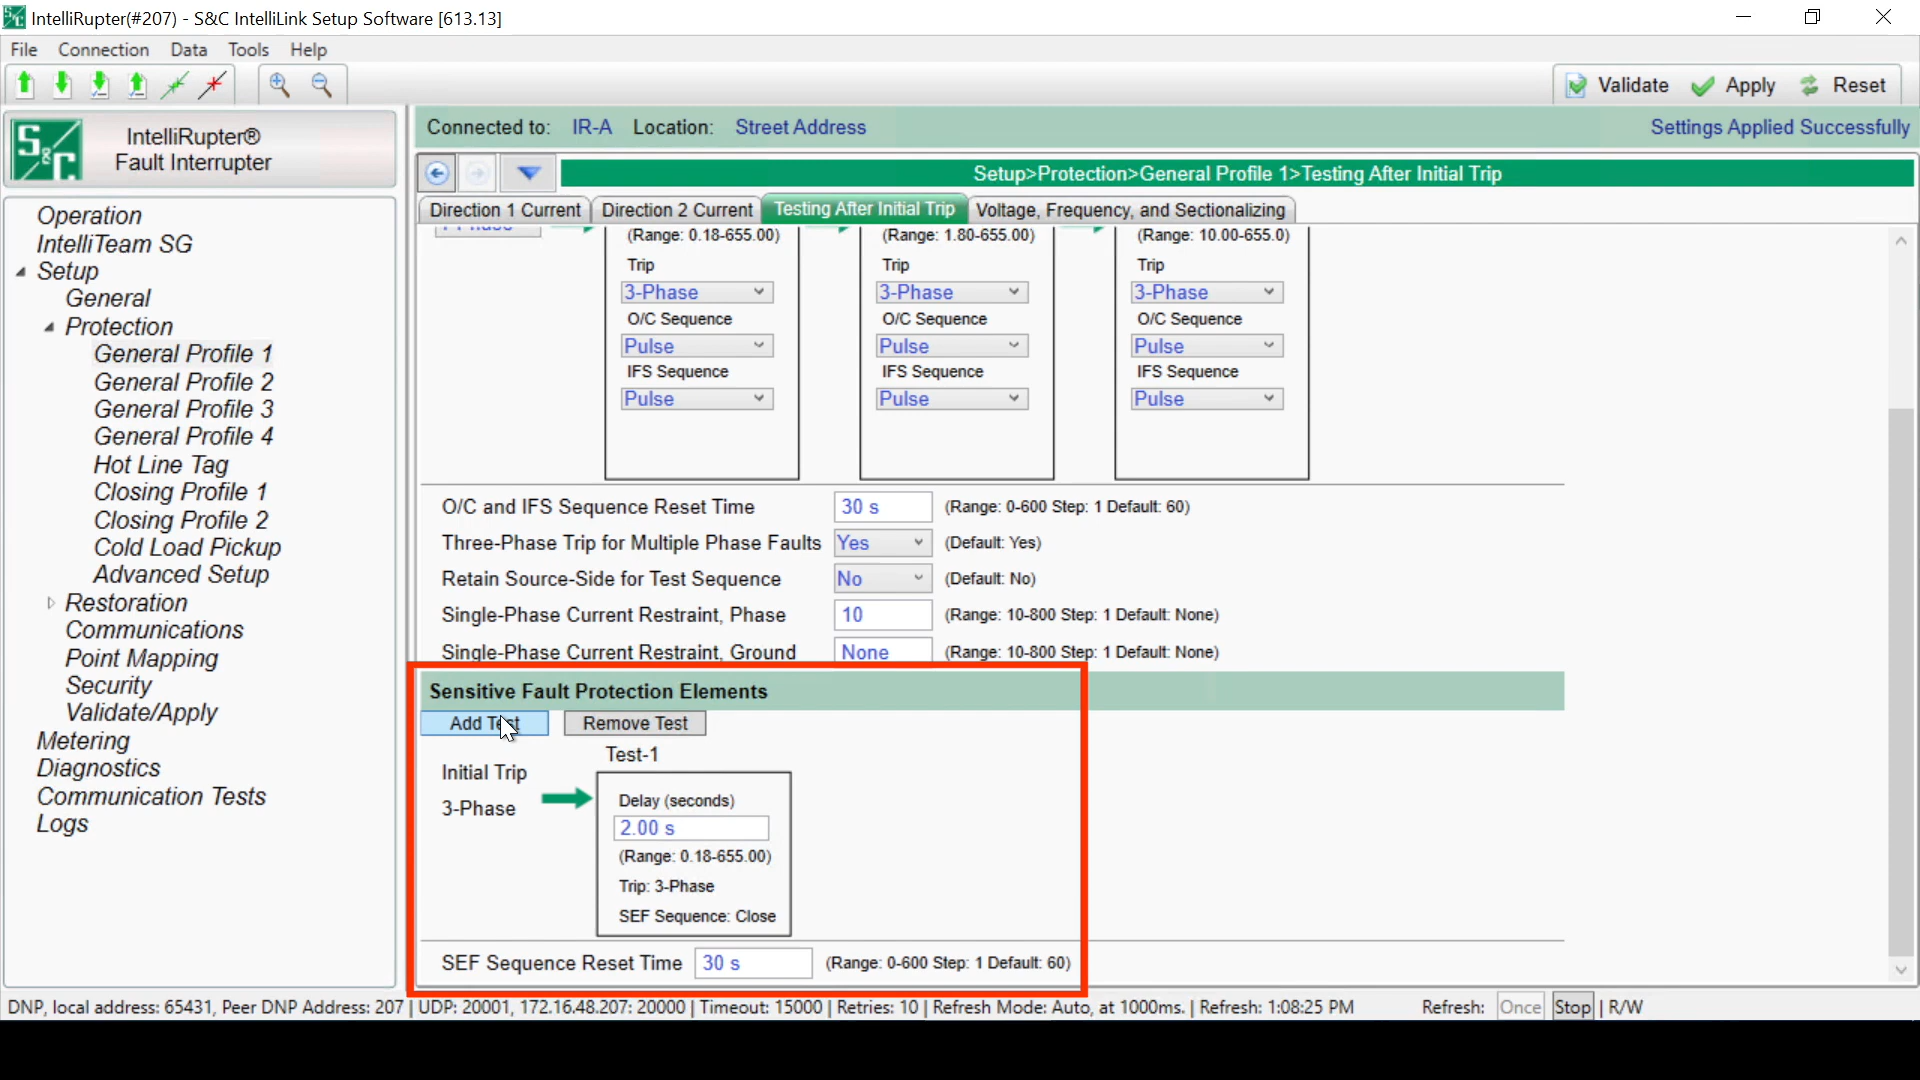 IntelliRupter(#207) - S&C IntelliLink Setup Software [613.13]
File Connection Data Tools Help
Validate Apply Reset
S&C
IntelliRupter®
Fault Interrupter
Connected to: IR-A Location: Street Address Settings Applied Successfully
Setup>Protection>General Profile 1>Testing After Initial Trip
Direction 1 Current Direction 2 Current Testing After Initial Trip Voltage, Frequency, and Sectionalizing
Operation
IntelliTeam SG
Setup
General
Protection
General Profile 1
General Profile 2
General Profile 3
General Profile 4
Hot Line Tag
Closing Profile 1
Closing Profile 2
Cold Load Pickup
Advanced Setup
Restoration
Communications
Point Mapping
Security
Validate/Apply
Metering
Diagnostics
Communication Tests
Logs
(Range: 0.18-655.00) (Range: 1.80-655.00) (Range: 10.00-655.0)
Trip Trip Trip
3-Phase 3-Phase 3-Phase
O/C Sequence O/C Sequence O/C Sequence
Pulse Pulse Pulse
IFS Sequence IFS Sequence IFS Sequence
Pulse Pulse Pulse
O/C and IFS Sequence Reset Time 30 s (Range: 0-600 Step: 1 Default: 60)
Three-Phase Trip for Multiple Phase Faults Yes (Default: Yes)
Retain Source-Side for Test Sequence No (Default: No)
Single-Phase Current Restraint, Phase 10 (Range: 10-800 Step: 1 Default: None)
Single-Phase Current Restraint, Ground None (Range: 10-800 Step: 1 Default: None)
Sensitive Fault Protection Elements
Add Test Remove Test
Test-1
Initial Trip
3-Phase
Delay (seconds)
2.00 s
(Range: 0.18-655.00)
Trip: 3-Phase
SEF Sequence: Close
SEF Sequence Reset Time 30 s (Range: 0-600 Step: 1 Default: 60)
DNP, local address: 65431, Peer DNP Address: 207 | UDP: 20001, 172.16.48.207: 20000 | Timeout: 15000 | Retries: 10 | Refresh Mode: Auto, at 1000ms. | Refresh: 1:08:25 PM Refresh: Once Stop | R/W